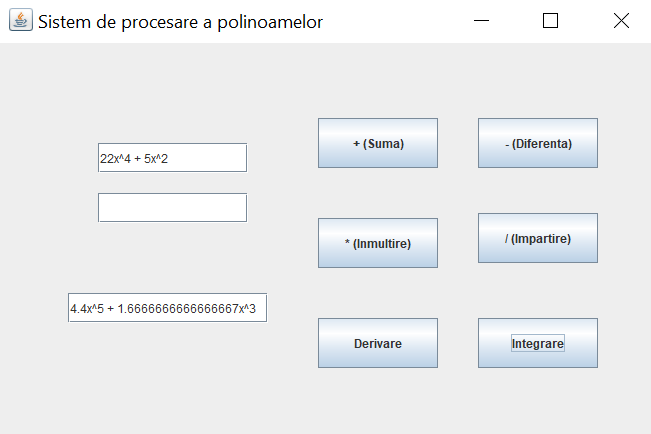 Sistem de procesare a polinoamelor
+ (Suma)
- (Diferenta)
22x^4 + 5x^2
* (Inmultire)
/ (Impartire)
4.4x^5 + 1.6666666666666667x^3
Derivare
Integrare